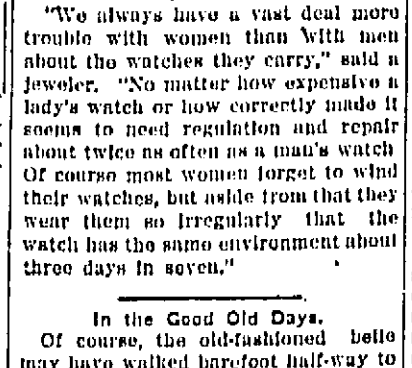 "We always have a vast deal more
trouble with women than with men
about the watches they carry," said a
jeweler. "No matter how expensive a
lady's watch or how correctly made it
seems to need regulation and repair
about twice as often as a man's watch
Of course most women forget to wind
their watches, but aside from that they
wear them so irregularly that the
watch has the same environment about
three days in seven."
In the Good Old Days.
Of course, the old-fashioned belle
may have walked barefoot half-way to